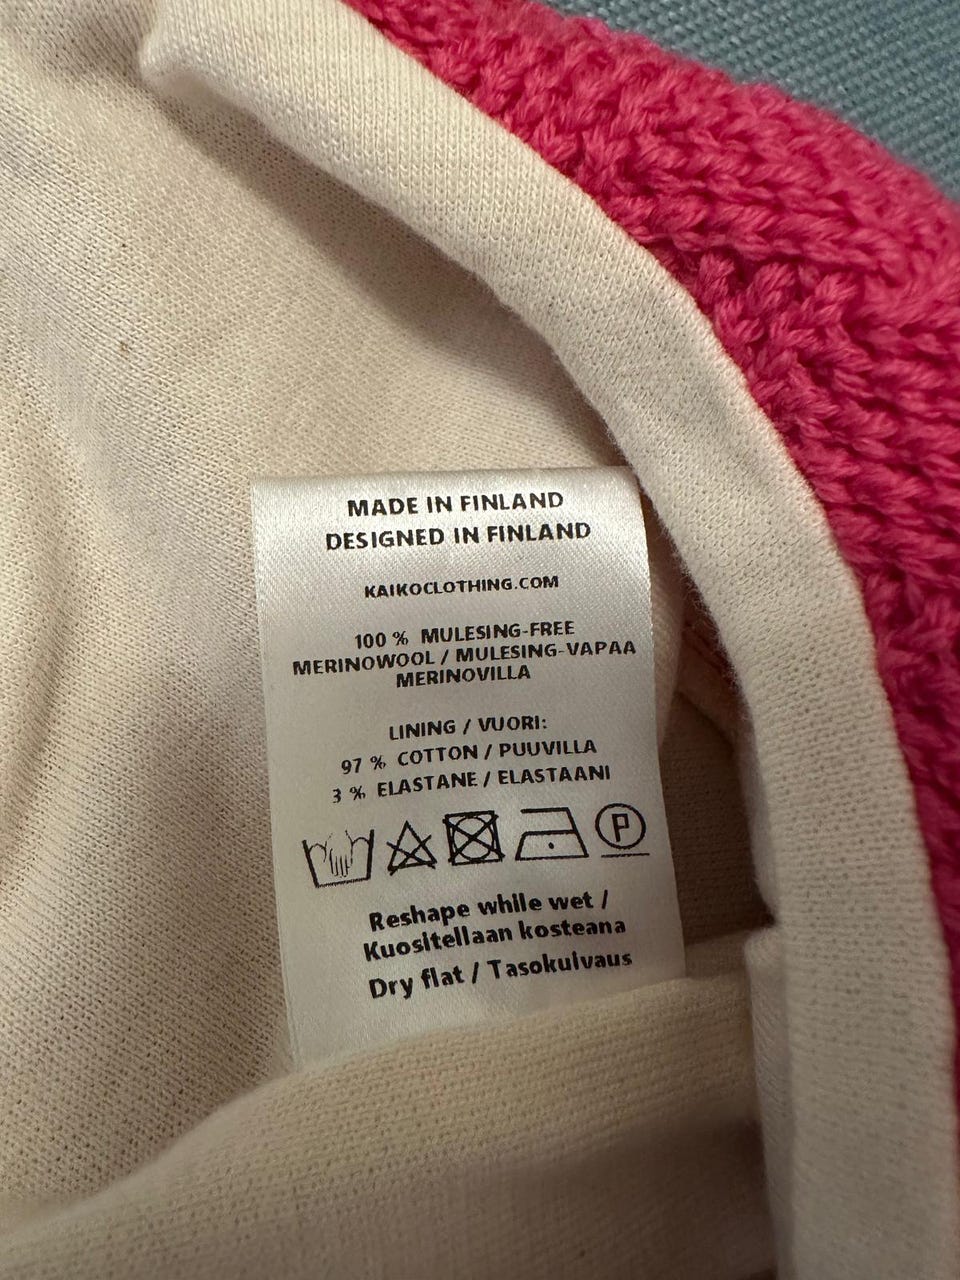 MADE IN FINLAND
DESIGNED IN FINLAND
KAIKOCLOTHING.COM
100 % MULESING-FREE
MERINOWOOL / MULESING-VAPAA
MERINOVILLA
LINING / VUORI:
97 % COTTON / PUUVILLA
3 % ELASTANE / ELASTAANI
P
Reshape while wet /
Kuositellaan kosteana
Dry flat / Tasokuivaus